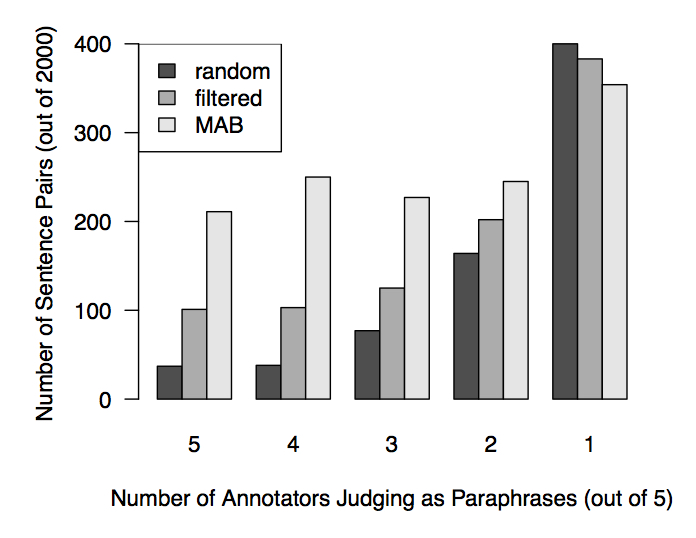 Number of Sentence Pairs (out of 2000)
400
300
200
100
0
random
filtered
MAB
5 4 3 2 1
Number of Annotators Judging as Paraphrases (out of 5)